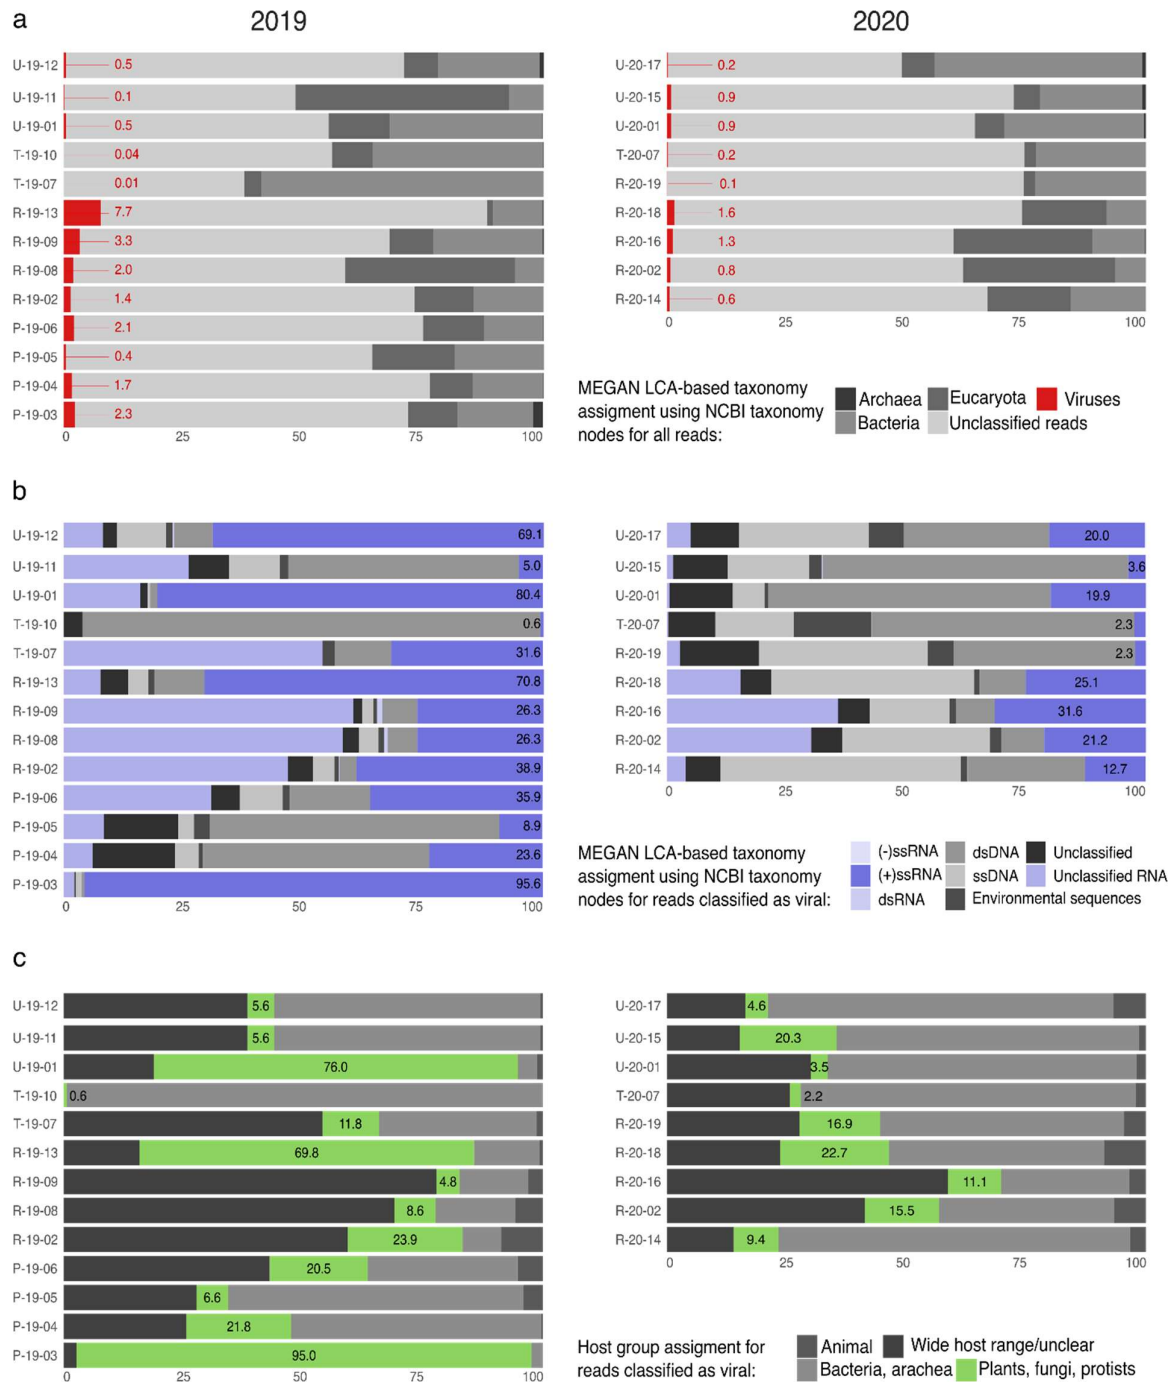 a
2019
2020
U-19-12 0.5
U-19-11 0.1
U-19-01 0.5
T-19-10 0.04
T-19-07 0.01
R-19-13 7.7
R-19-09 3.3
R-19-08 2.0
R-19-02 1.4
P-19-06 2.1
P-19-05 0.4
P-19-04 1.7
P-19-03 2.3
0 25 50 75 100
U-20-17 0.2
U-20-15 0.9
U-20-01 0.9
T-20-07 0.2
R-20-19 0.1
R-20-18 1.6
R-20-16 1.3
R-20-02 0.8
R-20-14 0.6
0 25 50 75 100
MEGAN LCA-based taxonomy
assigment using NCBI taxonomy
nodes for all reads:
Archaea Eucaryota Viruses
Bacteria Unclassified reads
b
U-19-12 69.1
U-19-11 5.0
U-19-01 80.4
T-19-10 0.6
T-19-07 31.6
R-19-13 70.8
R-19-09 26.3
R-19-08 26.3
R-19-02 38.9
P-19-06 35.9
P-19-05 8.9
P-19-04 23.6
P-19-03 95.6
0 25 50 75 100
U-20-17 20.0
U-20-15 3.6
U-20-01 19.9
T-20-07 2.3
R-20-19 2.3
R-20-18 25.1
R-20-16 31.6
R-20-02 21.2
R-20-14 12.7
0 25 50 75 100
MEGAN LCA-based taxonomy
assigment using NCBI taxonomy
nodes for reads classified as viral:
(-)ssRNA dsDNA Unclassified
(+)ssRNA ssDNA Unclassified RNA
dsRNA Environmental sequences
c
U-19-12 5.6
U-19-11 5.6
U-19-01 76.0
T-19-10 0.6
T-19-07 11.8
R-19-13 69.8
R-19-09 4.8
R-19-08 8.6
R-19-02 23.9
P-19-06 20.5
P-19-05 6.6
P-19-04 21.8
P-19-03 95.0
0 25 50 75 100
U-20-17 4.6
U-20-15 20.3
U-20-01 3.5
T-20-07 2.2
R-20-19 16.9
R-20-18 22.7
R-20-16 11.1
R-20-02 15.5
R-20-14 9.4
0 25 50 75 100
Host group assigment for
reads classified as viral:
Animal Wide host range/unclear
Bacteria, arachea Plants, fungi, protists